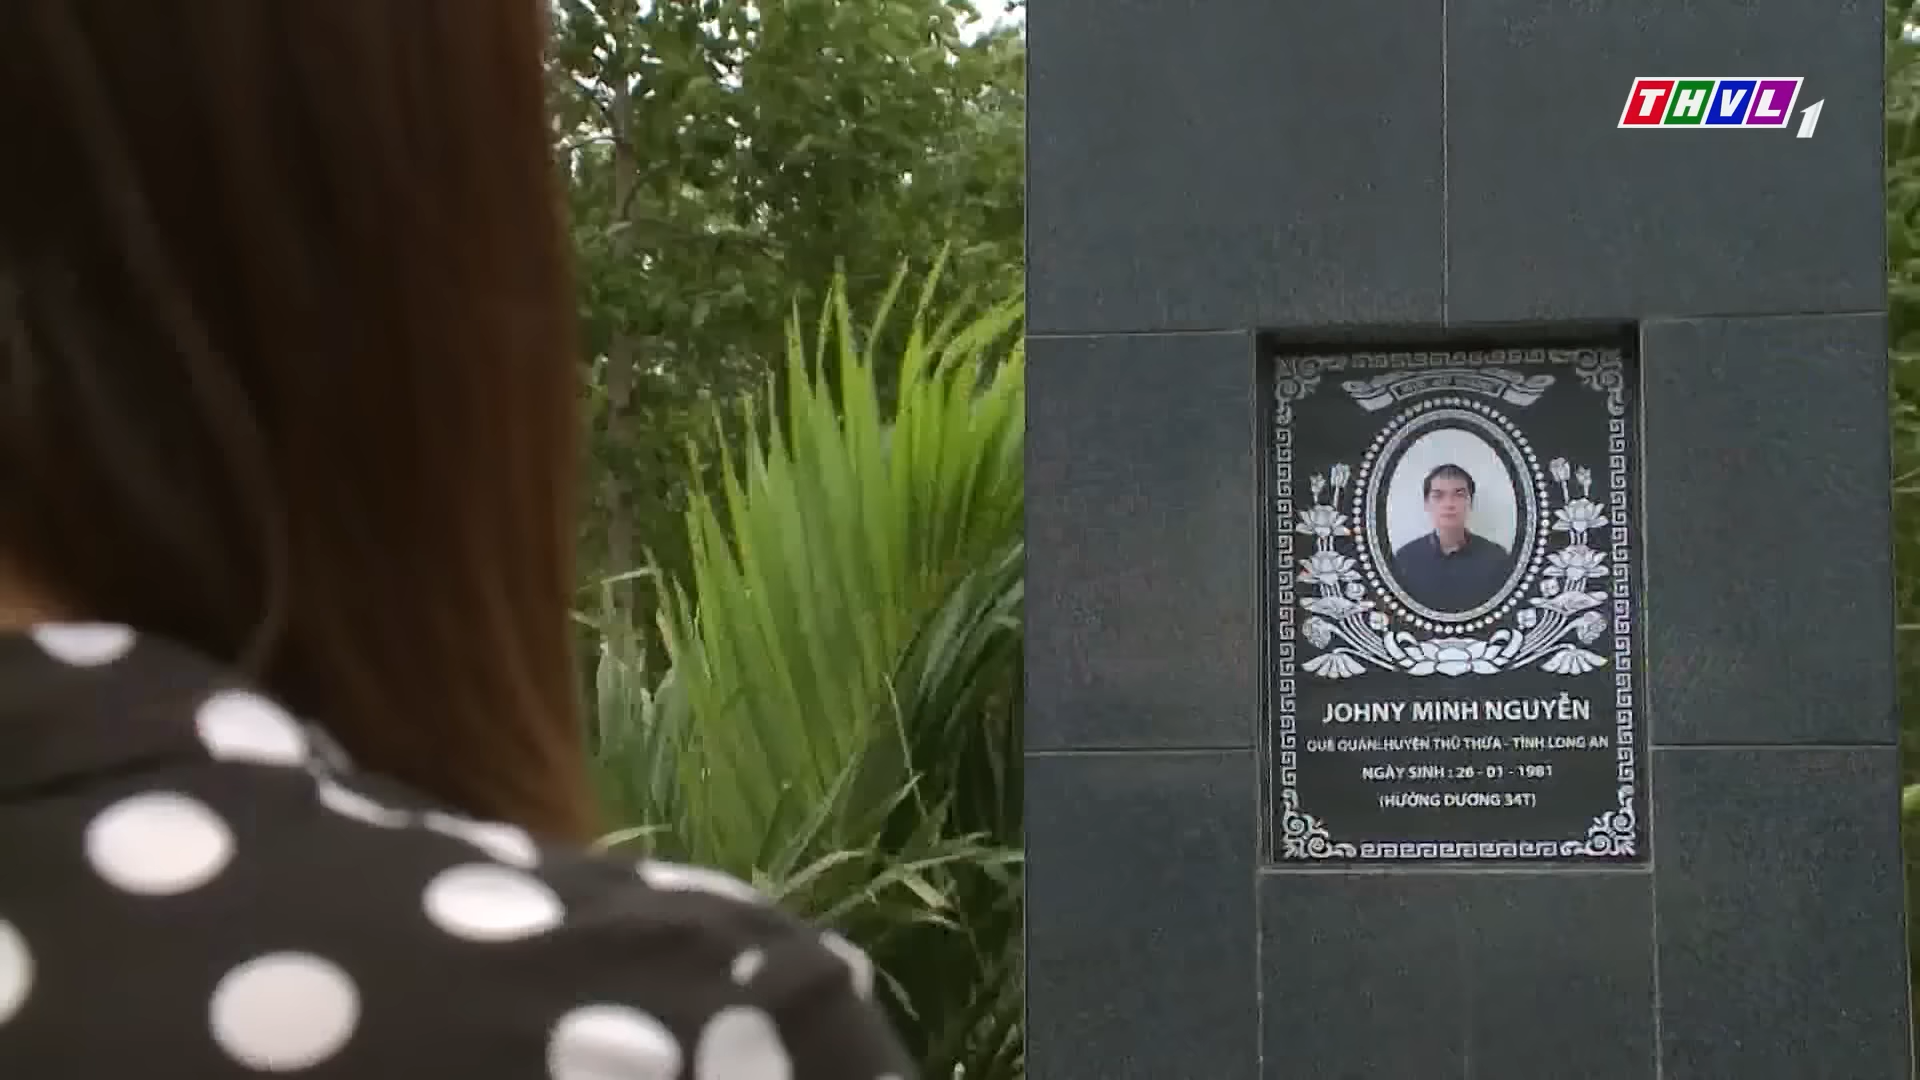 THVL1
JOHNY MINH NGUYỄN
QUÊ QUÁN: HUYỆN THỦ THỪA - TỈNH LONG AN
NGÀY SINH : 26 - 01 - 1981
(HƯỞNG DƯƠNG 34T)